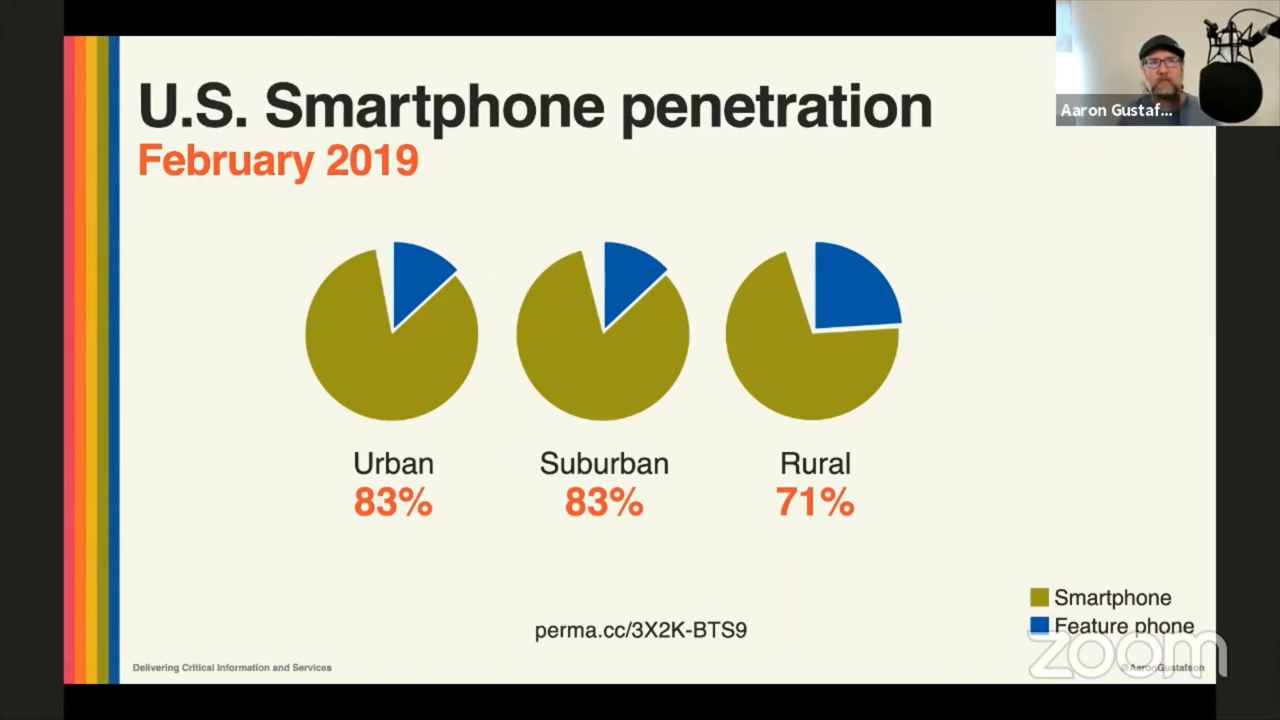 U.S. Smartphone penetration
February 2019
Aaron Gustaf...
Urban
83%
Suburban
83%
Rural
71%
Smartphone
Feature phone
perma.cc/3X2K-BTS9
Delivering Critical Information and Services
@AaronGustafson
zoom